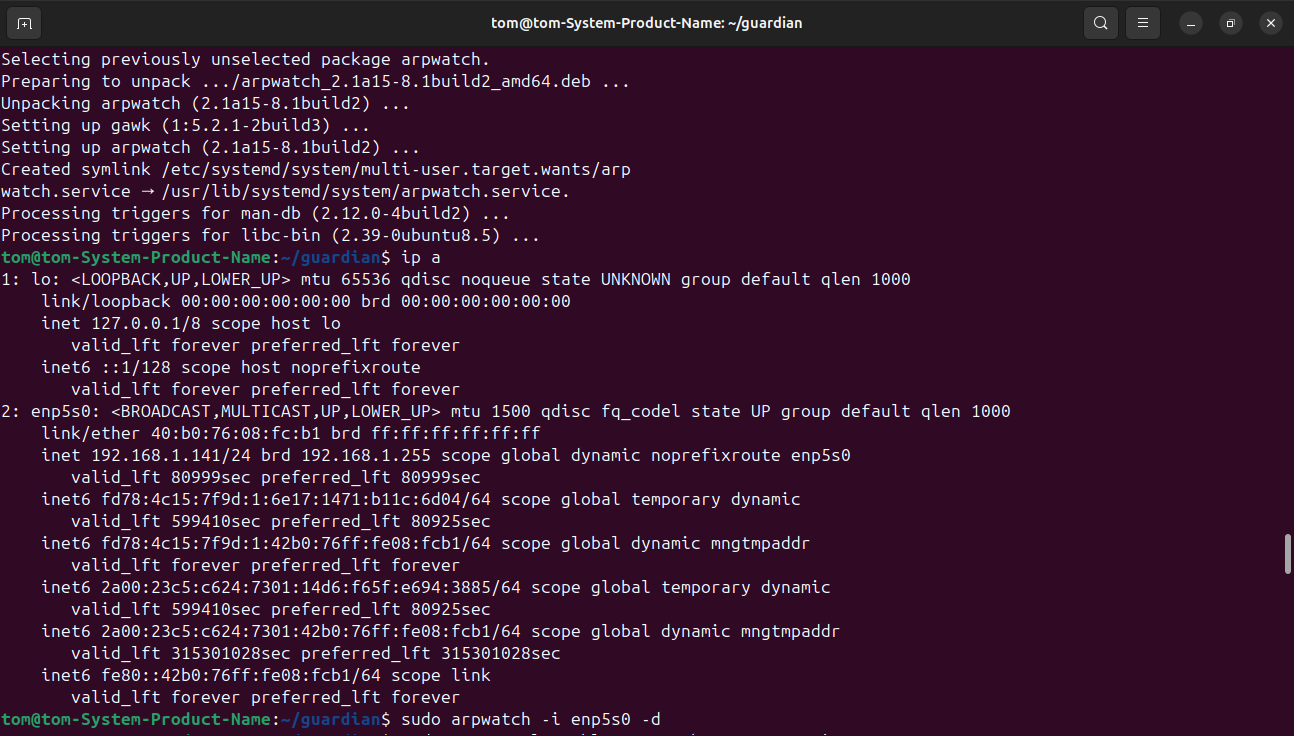 tom@tom-System-Product-Name: ~/guardian
Selecting previously unselected package arpwatch.
Preparing to unpack .../arpwatch_2.1a15-8.1build2_amd64.deb ...
Unpacking arpwatch (2.1a15-8.1build2) ...
Setting up gawk (1:5.2.1-2build3) ...
Setting up arpwatch (2.1a15-8.1build2) ...
Created symlink /etc/systemd/system/multi-user.target.wants/arp
watch.service → /usr/lib/systemd/system/arpwatch.service.
Processing triggers for man-db (2.12.0-4build2) ...
Processing triggers for libc-bin (2.39-0ubuntu8.5) ...
tom@tom-System-Product-Name:~/guardian$ ip a
1: lo: <LOOPBACK,UP,LOWER_UP> mtu 65536 qdisc noqueue state UNKNOWN group default qlen 1000
    link/loopback 00:00:00:00:00:00 brd 00:00:00:00:00:00
    inet 127.0.0.1/8 scope host lo
       valid_lft forever preferred_lft forever
    inet6 ::1/128 scope host noprefixroute
       valid_lft forever preferred_lft forever
2: enp5s0: <BROADCAST,MULTICAST,UP,LOWER_UP> mtu 1500 qdisc fq_codel state UP group default qlen 1000
    link/ether 40:b0:76:08:fc:b1 brd ff:ff:ff:ff:ff:ff
    inet 192.168.1.141/24 brd 192.168.1.255 scope global dynamic noprefixroute enp5s0
       valid_lft 80999sec preferred_lft 80999sec
    inet6 fd78:4c15:7f9d:1:6e17:1471:b11c:6d04/64 scope global temporary dynamic
       valid_lft 599410sec preferred_lft 80925sec
    inet6 fd78:4c15:7f9d:1:42b0:76ff:fe08:fcb1/64 scope global dynamic mngtmpaddr
       valid_lft forever preferred_lft forever
    inet6 2a00:23c5:c624:7301:14d6:f65f:e694:3885/64 scope global temporary dynamic
       valid_lft 599410sec preferred_lft 80925sec
    inet6 2a00:23c5:c624:7301:42b0:76ff:fe08:fcb1/64 scope global dynamic mngtmpaddr
       valid_lft 315301028sec preferred_lft 315301028sec
    inet6 fe80::42b0:76ff:fe08:fcb1/64 scope link
       valid_lft forever preferred_lft forever
tom@tom-System-Product-Name:~/guardian$ sudo arpwatch -i enp5s0 -d